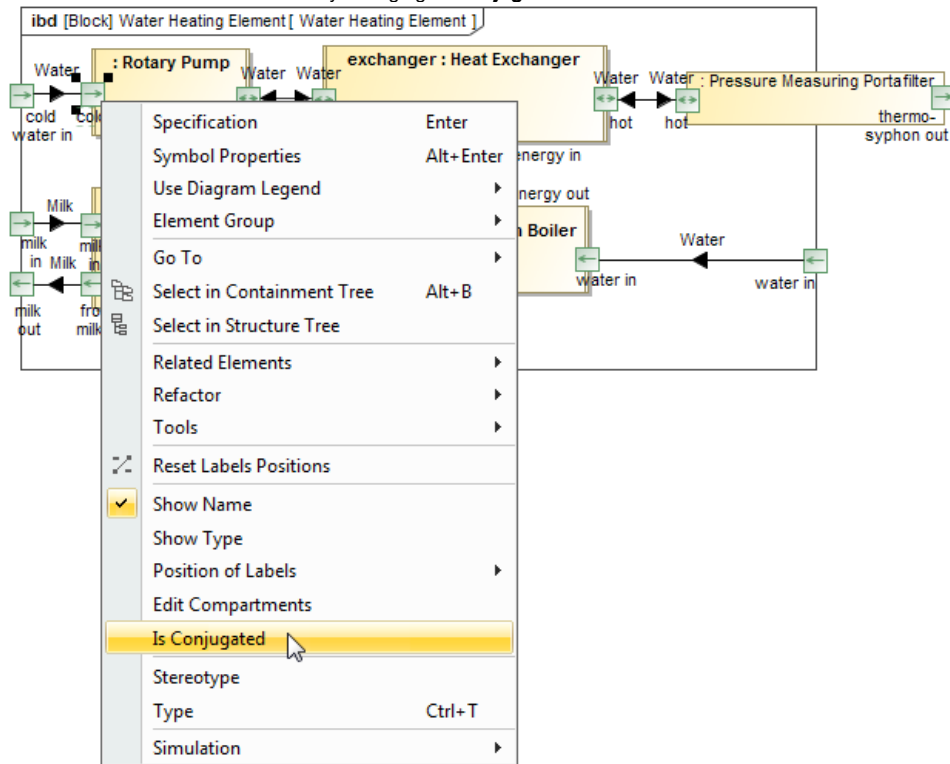 ibd [Block] Water Heating Element [ Water Heating Element ]
: Rotary Pump
exchanger : Heat Exchanger
Water
Water
Water
Water
Water
: Pressure Measuring Portafilter
cold
water in
hot
hot
thermo-
syphon out
energy in
energy out
Boiler
Milk
milk
in
Milk
in
milk
out
milk
Water
water in
water in
Specification Enter
Symbol Properties Alt+Enter
Use Diagram Legend
Element Group
Go To
Select in Containment Tree Alt+B
Select in Structure Tree
Related Elements
Refactor
Tools
Reset Labels Positions
Show Name
Show Type
Position of Labels
Edit Compartments
Is Conjugated
Stereotype
Type Ctrl+T
Simulation